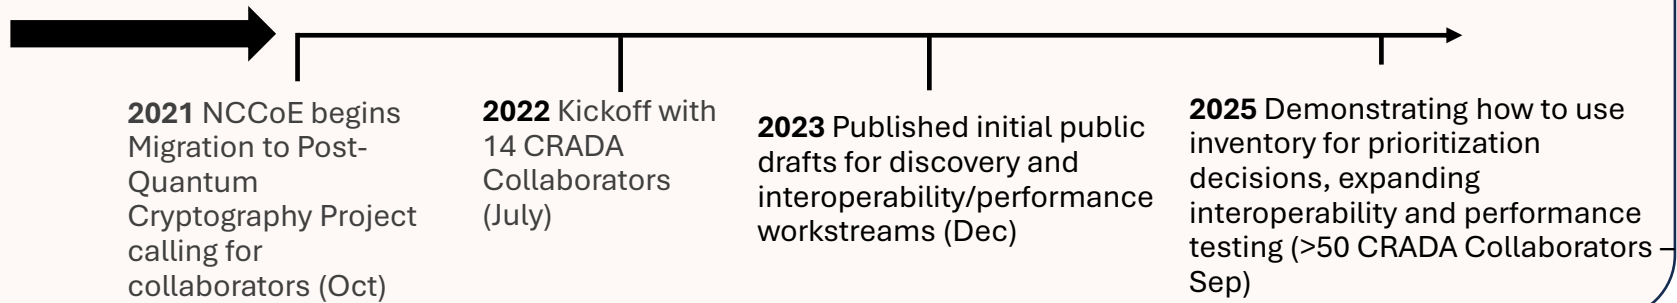 2021 NCCoE begins
Migration to Post-
Quantum
Cryptography Project
calling for
collaborators (Oct)
2022 Kickoff with
14 CRADA
Collaborators
(July)
2023 Published initial public
drafts for discovery and
interoperability/performance
workstreams (Dec)
2025 Demonstrating how to use
inventory for prioritization
decisions, expanding
interoperability and performance
testing (>50 CRADA Collaborators –
Sep)